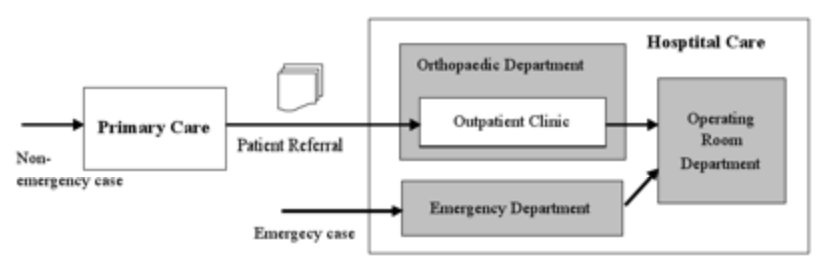 Hosptital Care
Orthopaedic Department
Primary Care
Outpatient Clinic
Operating
Room
Department
Patient Referral
Non-
emergency case
Emergency Department
Emergecy case